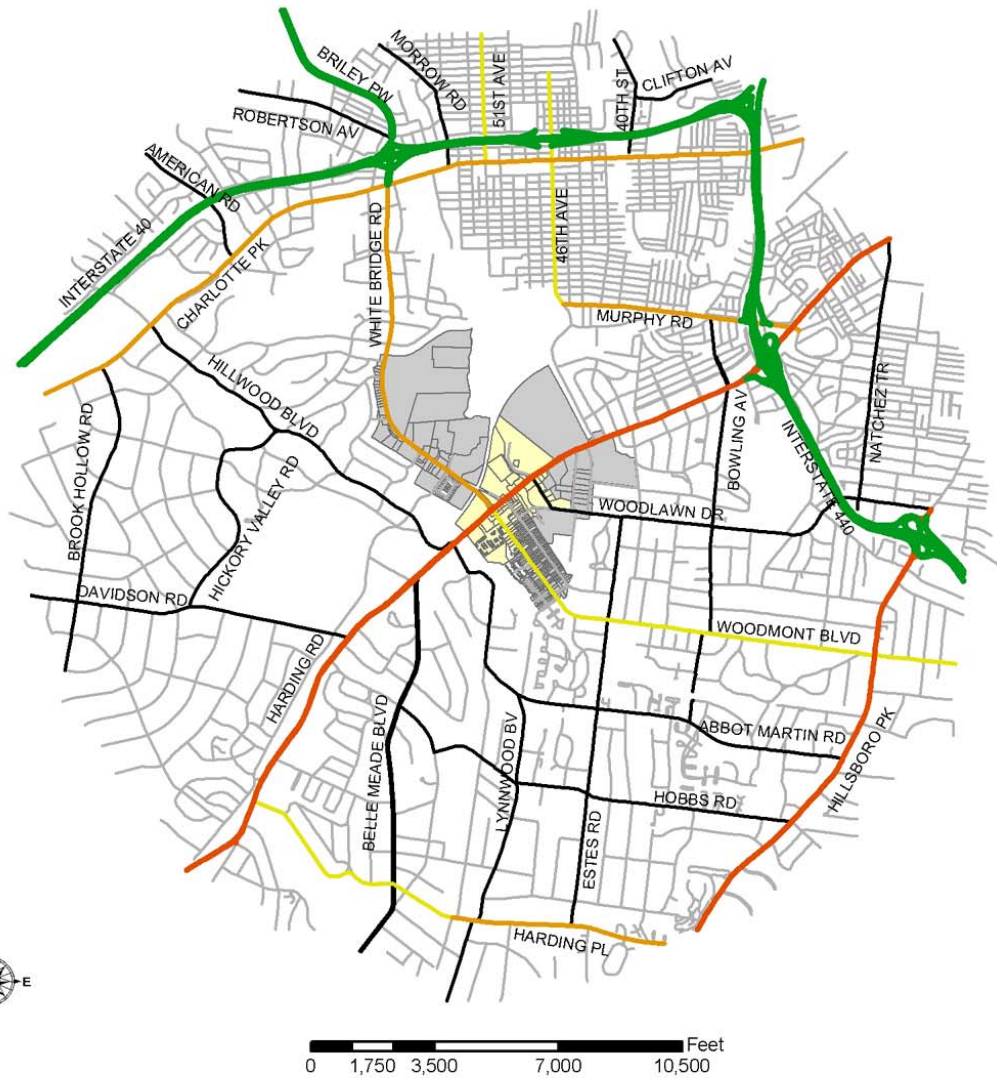 BRILEY PW
MORROW RD
51ST AVE
40TH ST
CLIFTON AV
ROBERTSON AV
AMERICAN RD
INTERSTATE 40
CHARLOTTE PK
WHITE BRIDGE RD
46TH AVE
MURPHY RD
HILLWOOD BLVD
NATCHEZ TR
BOWLING AV
INTERSTATE 440
BROOK HOLLOW RD
HICKORY VALLEY RD
WOODLAWN DR
DAVIDSON RD
WOODMONT BLVD
HARDING RD
BELLE MEADE BLVD
LYNNWOOD BV
ABBOT MARTIN RD
HILLSBORO PK
HOBBS RD
ESTES RD
HARDING PL
E
Feet
0 1,750 3,500 7,000 10,500